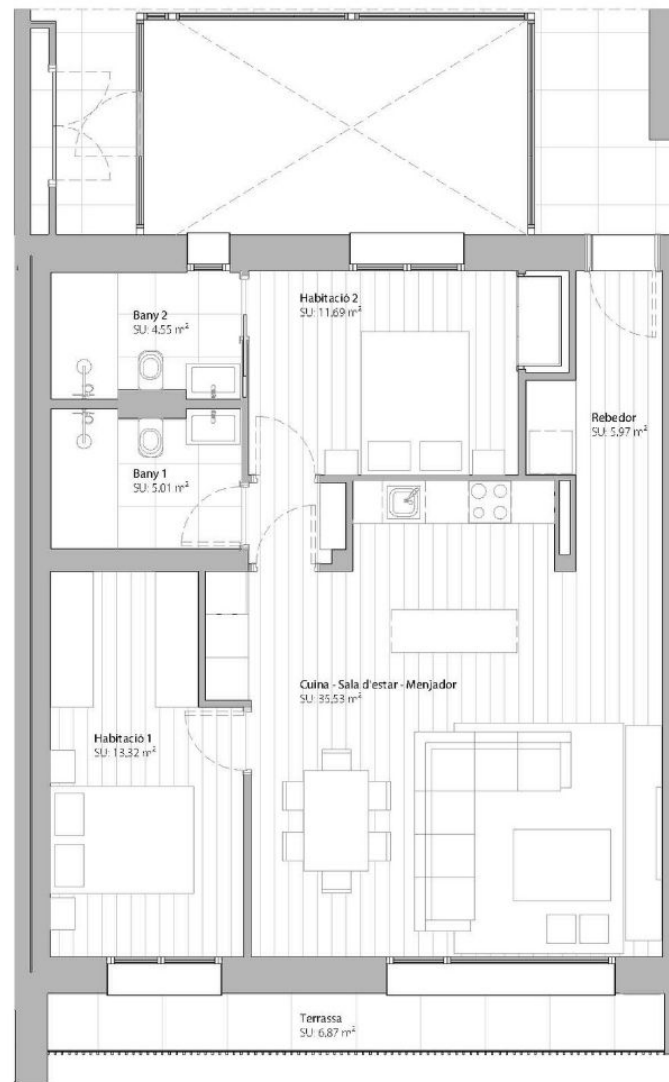 Habitació 2
SU: 11.69 m²
Bany 2
SU: 4.55 m²
Rebedor
SU: 5.97 m²
Bany 1
SU: 5.01 m²
Cuina - Sala d'estar - Menjador
SU: 35.53 m²
Habitació 1
SU: 13.32 m²
Terrassa
SU: 6.87 m²